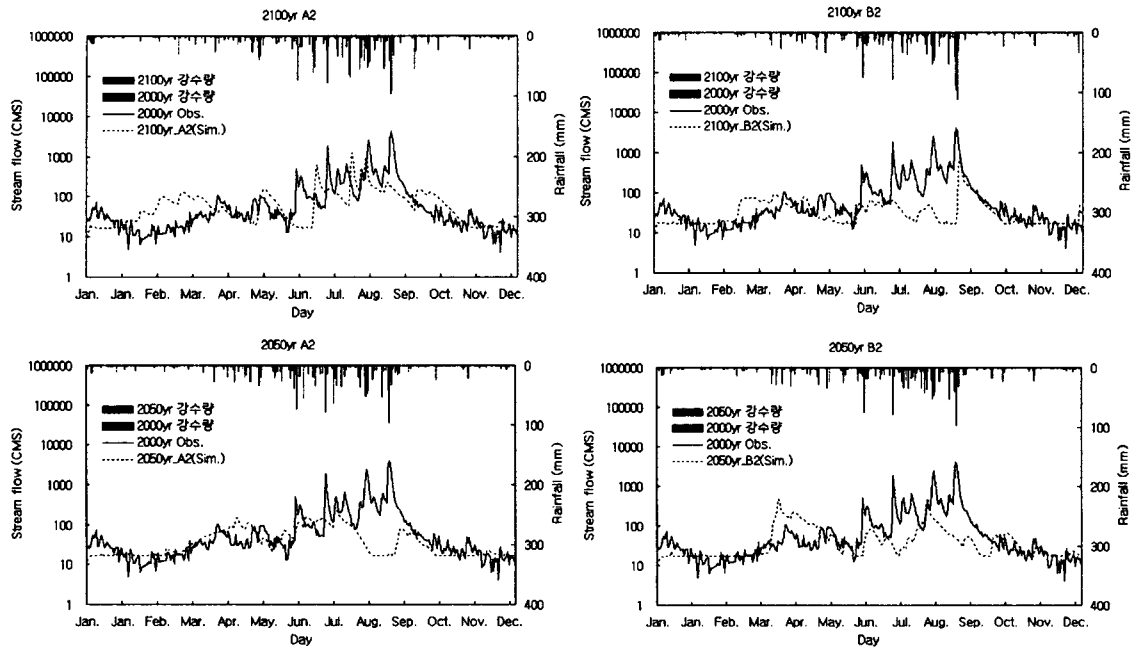 2100yr A2
1000000
100000
10000
1000
100
10
1
Stream flow (CMS)
0
100
200
300
400
Rainfall (mm)
2100yr 강수량
2000yr 강수량
2000yr Obs.
2100yr_A2(Sim.)
Jan. Jan. Feb. Mar. Apr. May. Jun. Jul. Aug. Sep. Oct. Nov. Dec.
Day
2100yr B2
1000000
100000
10000
1000
100
10
1
Stream flow (CMS)
0
100
200
300
400
Rainfall (mm)
2100yr 강수량
2000yr 강수량
2000yr Obs.
2100yr_B2(Sim.)
Jan. Jan. Mar. Apr. May. Jun. Jul. Aug. Sep. Oct. Nov. Dec.
Day
2050yr A2
1000000
100000
10000
1000
100
10
1
Stream flow (CMS)
0
100
200
300
400
Rainfall (mm)
2050yr 강수량
2000yr 강수량
2000yr Obs.
2050yr_A2(Sim.)
Jan. Jan. Feb. Mar. Apr. May. Jun. Jul. Aug. Sep. Oct. Nov. Dec.
Day
2050yr B2
1000000
100000
10000
1000
100
10
1
Stream flow (CMS)
0
100
200
300
400
Rainfall (mm)
2050yr 강수량
2000yr 강수량
2000yr Obs.
2050yr_B2(Sim.)
Jan. Jan. Feb. Mar. Apr. May. Jun. Jul. Aug. Sep. Oct. Nov. Dec.
Day